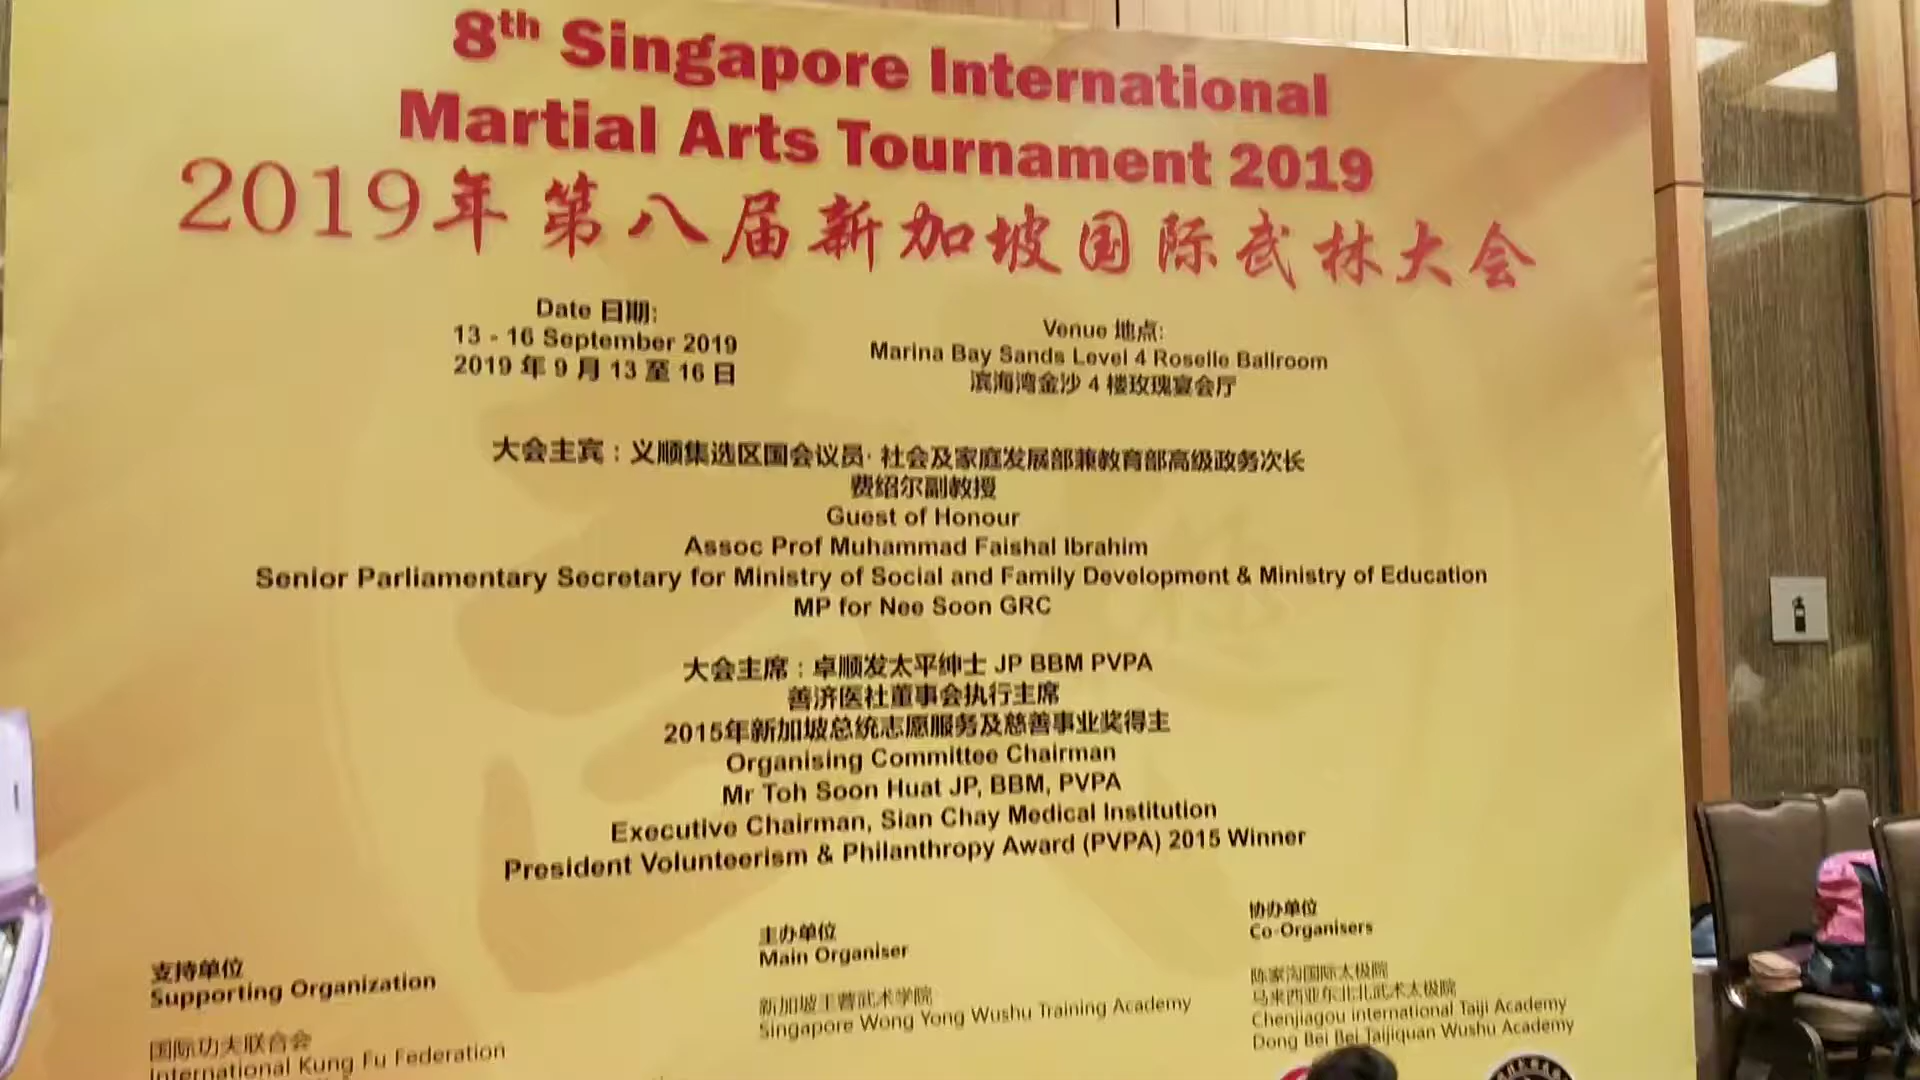 8th Singapore International
Martial Arts Tournament 2019
2019年第八届新加坡国际武林大会
Date 日期:
13 - 16 September 2019
2019 年 9 月 13 至 16 日
Venue 地点:
Marina Bay Sands Level 4 Roselle Ballroom
滨海湾金沙 4 楼玫瑰宴会厅
大会主宾：义顺集选区国会议员· 社会及家庭发展部兼教育部高级政务次长
费绍尔副教授
Guest of Honour
Assoc Prof Muhammad Faishal Ibrahim
Senior Parliamentary Secretary for Ministry of Social and Family Development & Ministry of Education
MP for Nee Soon GRC
大会主席：卓顺发太平绅士 JP BBM PVPA
善济医社董事会执行主席
2015年新加坡总统志愿服务及慈善事业奖得主
Organising Committee Chairman
Mr Toh Soon Huat JP, BBM, PVPA
Executive Chairman, Sian Chay Medical Institution
President Volunteerism & Philanthropy Award (PVPA) 2015 Winner
支持单位
Supporting Organization
国际功夫联合会
International Kung Fu Federation
主办单位
Main Organiser
新加坡王蓉武术学院
Singapore Wong Yong Wushu Training Academy
协办单位
Co-Organisers
陈家沟国际太极院
马来西亚东北北武术太极院
Chenjiagou international Taiji Academy
Dong Bei Bei Taijiquan Wushu Academy